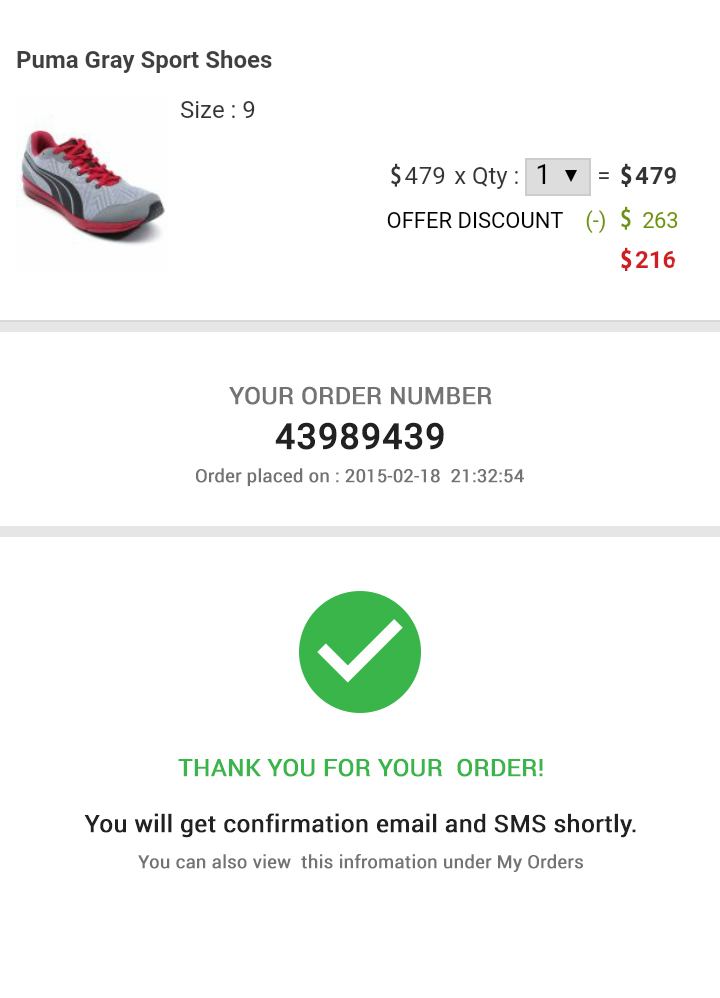 Puma Gray Sport Shoes
Size : 9
$479 x Qty : 1 ▼ = $479
OFFER DISCOUNT (-) $ 263
$216
YOUR ORDER NUMBER
43989439
Order placed on : 2015-02-18 21:32:54
THANK YOU FOR YOUR ORDER!
You will get confirmation email and SMS shortly.
You can also view this infromation under My Orders